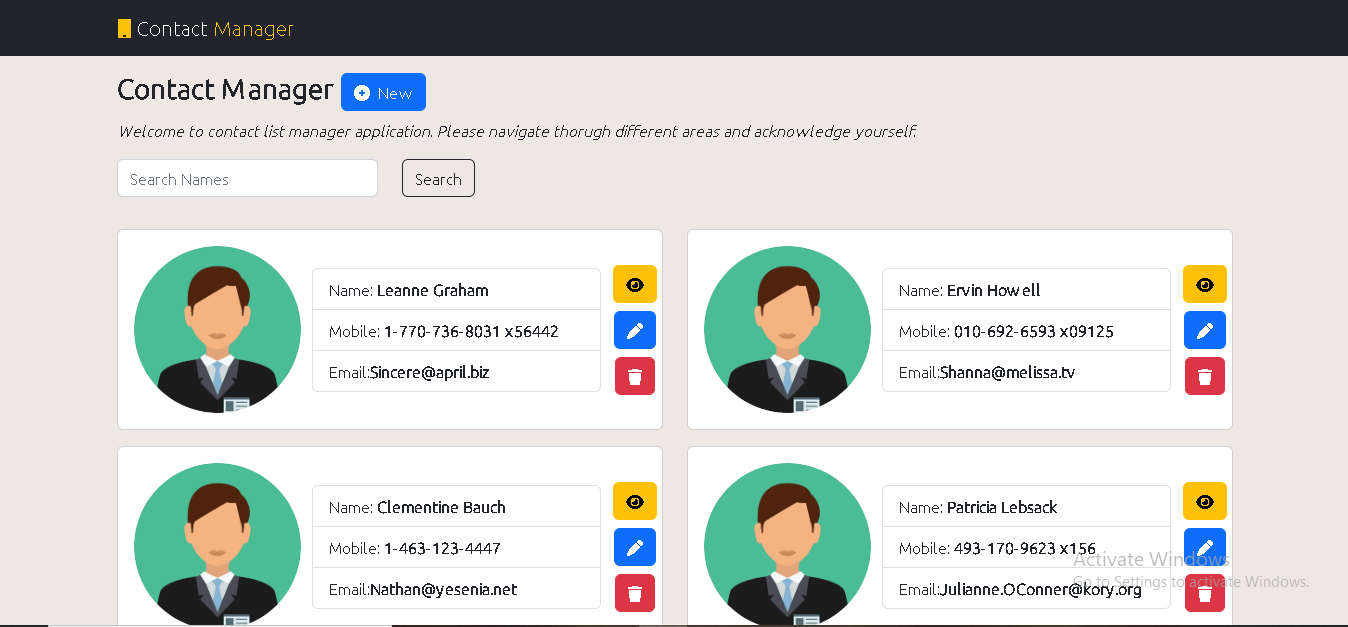 Contact Manager
Contact Manager New
Welcome to contact list manager application. Please navigate thorugh different areas and acknowledge yourself.
Search Names Search
Name: Leanne Graham
Mobile: 1-770-736-8031 x56442
Email:Sincere@april.biz
Name: Ervin Howell
Mobile: 010-692-6593 x09125
Email:Shanna@melissa.tv
Name: Clementine Bauch
Mobile: 1-463-123-4447
Email:Nathan@yesenia.net
Name: Patricia Lebsack
Mobile: 493-170-9623 x156
Email:Julianne.OConner@kory.org
Activate Windows
Go to Settings to activate Windows.